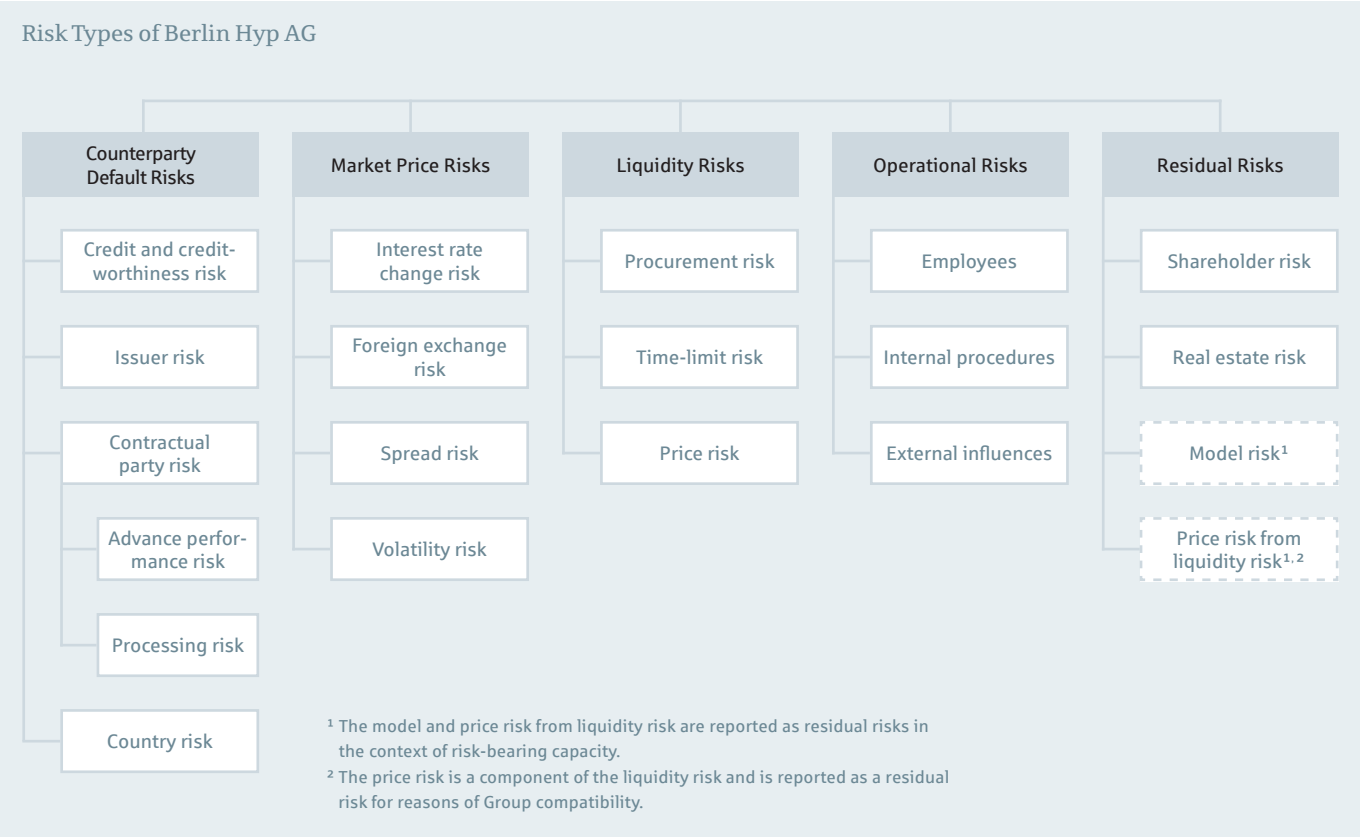 Risk Types of Berlin Hyp AG
Counterparty
Default Risks
Credit and credit-
worthiness risk
Issuer risk
Contractual
party risk
Advance perfor-
mance risk
Processing risk
Country risk
Market Price Risks
Interest rate
change risk
Foreign exchange
risk
Spread risk
Volatility risk
Liquidity Risks
Procurement risk
Time-limit risk
Price risk
Operational Risks
Employees
Internal procedures
External influences
Residual Risks
Shareholder risk
Real estate risk
Model risk¹
Price risk from
liquidity risk¹˒²
¹ The model and price risk from liquidity risk are reported as residual risks in
the context of risk-bearing capacity.
² The price risk is a component of the liquidity risk and is reported as a residual
risk for reasons of Group compatibility.